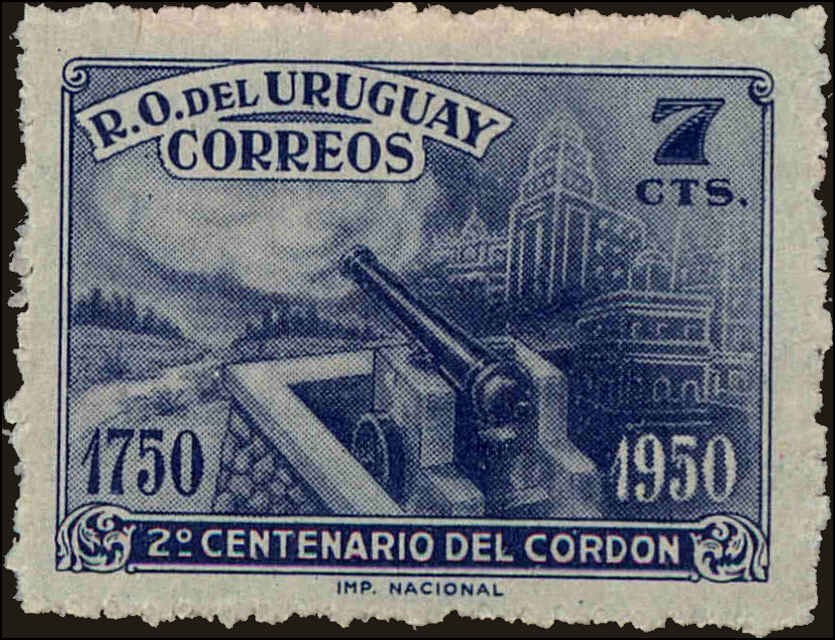 R.O. DEL URUGUAY
CORREOS
7
CTS.
1750
1950
2º CENTENARIO DEL CORDON
IMP. NACIONAL